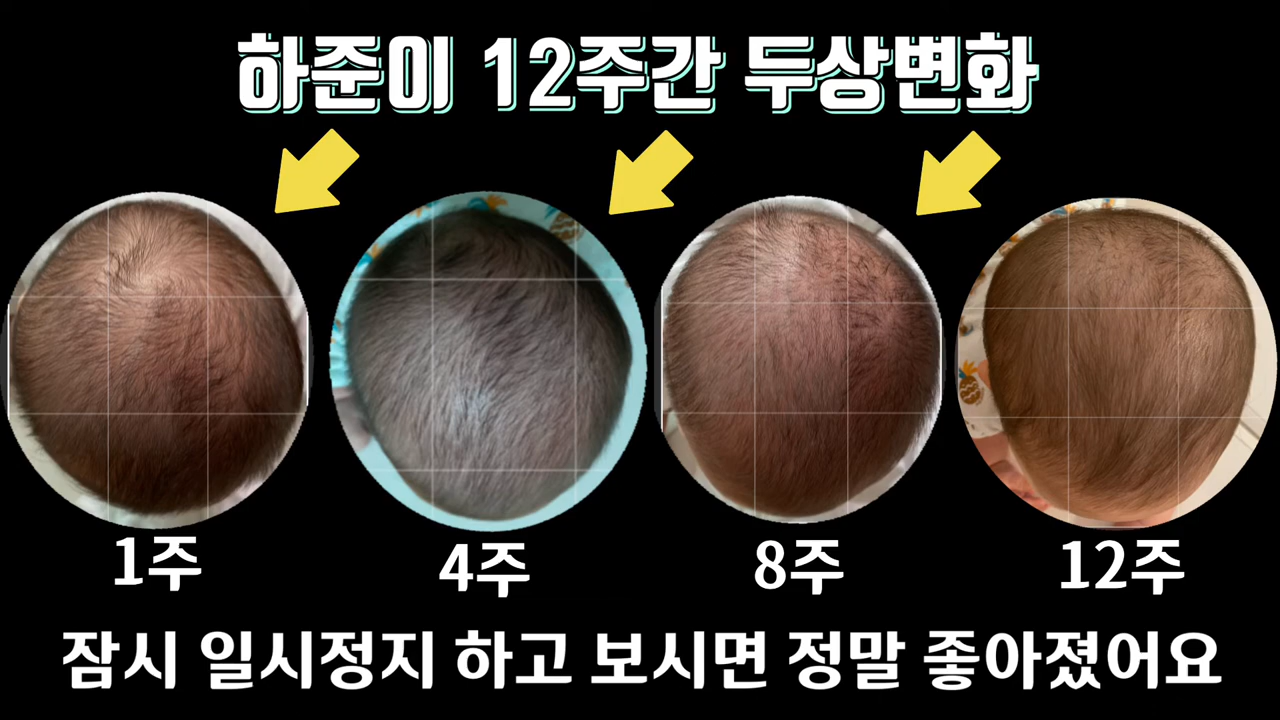 하준이 12주간 두상변화
1주
4주
8주
12주
잠시 일시정지 하고 보시면 정말 좋아졌어요